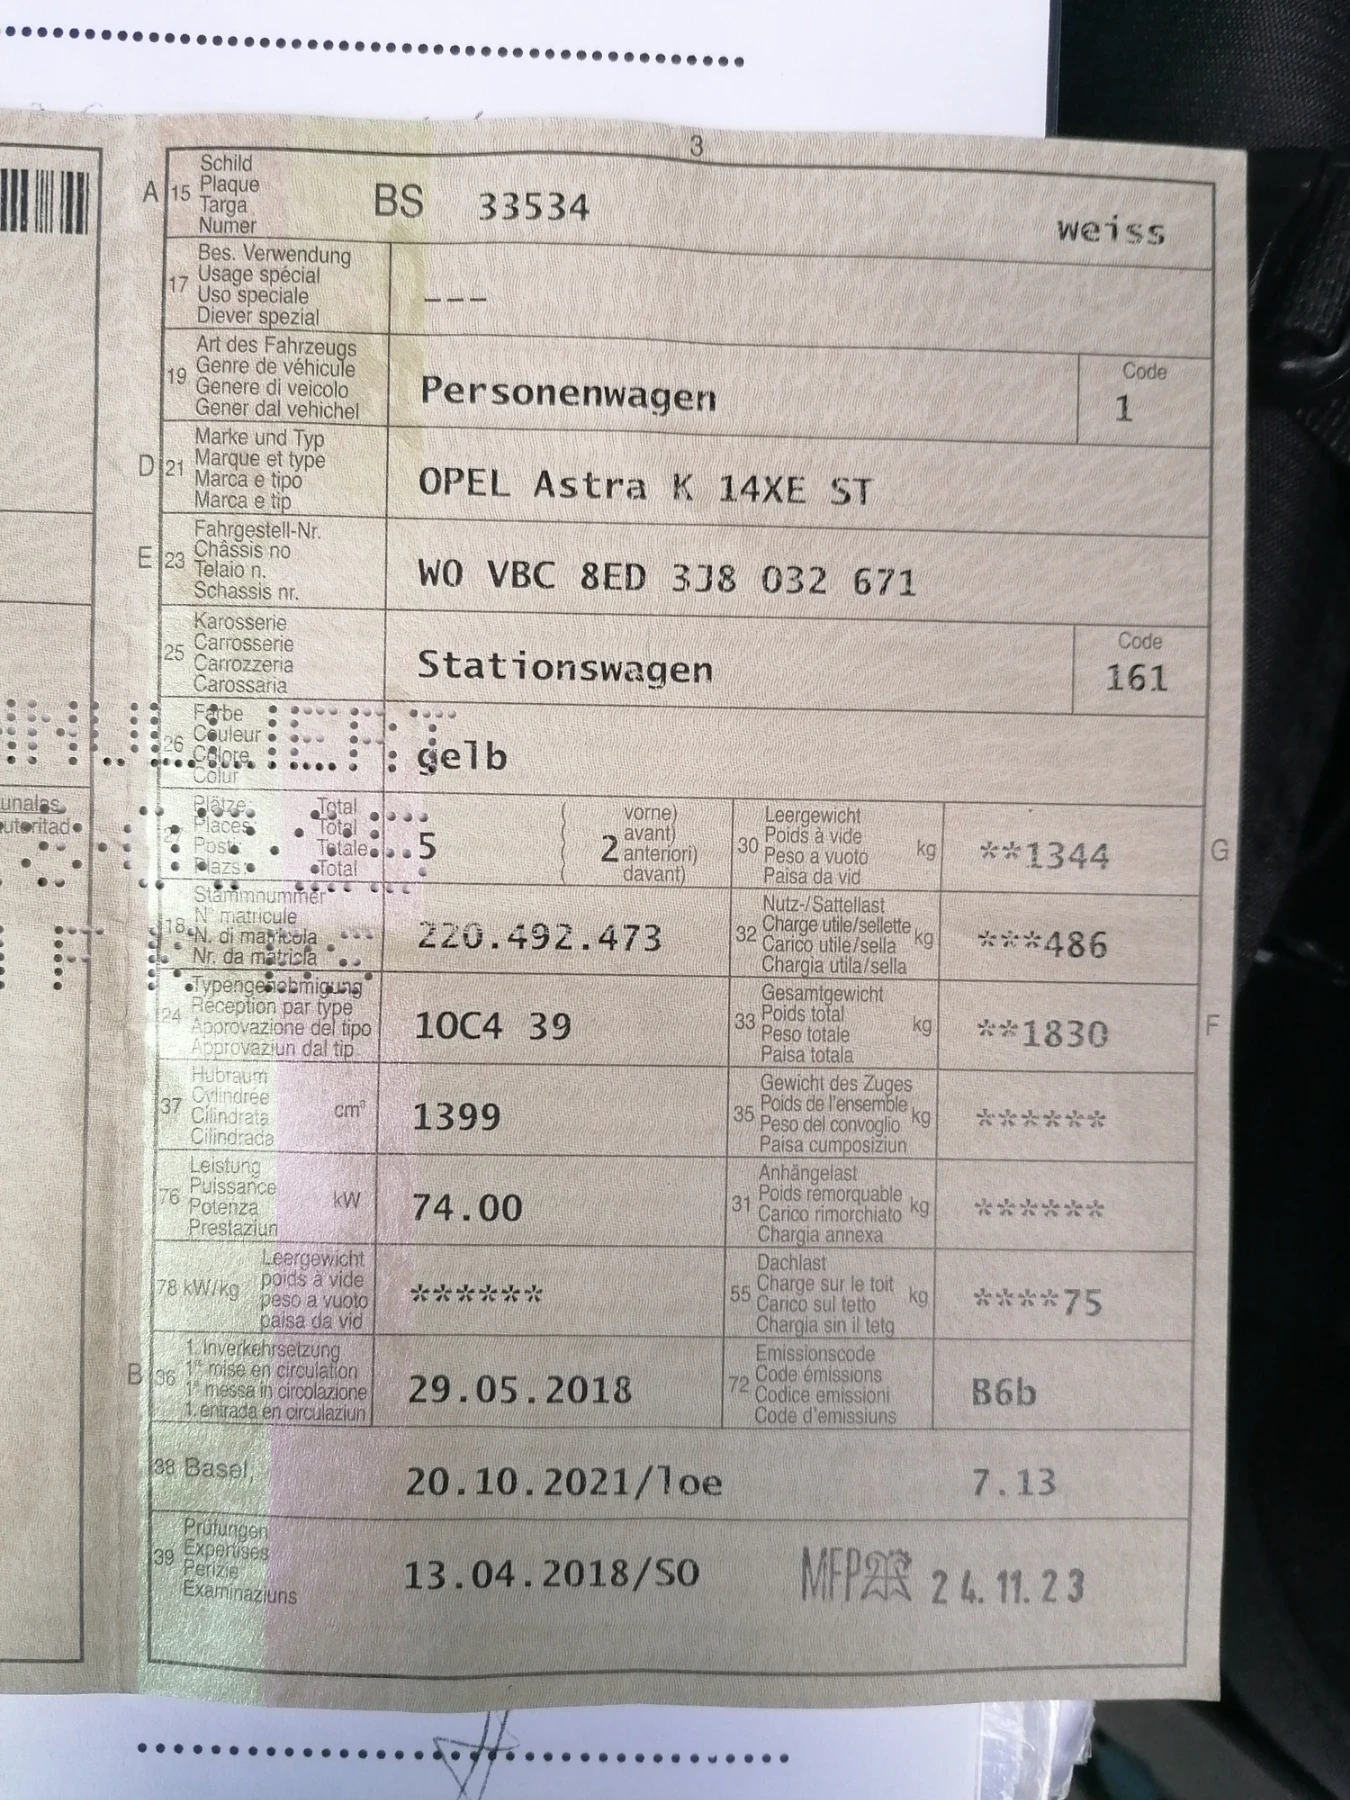 3
A 15 Schild
Plaque
Targa
Numer
BS 33534 weiss
17 Bes. Verwendung
Usage spécial
Uso speciale
Diever spezial
---
19 Art des Fahrzeugs
Genre de véhicule
Genere di veicolo
Gener dal vehichel
Personenwagen
Code
1
D 21 Marke und Typ
Marque et type
Marca e tipo
Marca e tip
OPEL Astra K 14XE ST
E 23 Fahrgestell-Nr.
Châssis no
Telaio n.
Schassis nr.
W0 VBC 8ED 3J8 032 671
25 Karosserie
Carrosserie
Carrozzeria
Carossaria
Stationswagen
Code
161
26 Farbe
Couleur
Colore
Colur
gelb
unalas
utoritad
27 Plätze Total
Places Total
Posti Totale
Plazs Total
5 ( 2 vorne)
avant)
anteriori)
davant)
30 Leergewicht
Poids à vide
Peso a vuoto
Paisa da vid
kg **1344 G
18 Stammnummer
N° matricule
N. di matricola
Nr. da matricla
220.492.473
32 Nutz-/Sattellast
Charge utile/sellette
Carico utile/sella
Chargia utila/sella
kg ***486
24 Typengenehmigung
Réception par type
Approvazione del tipo
Approvaziun dal tip
1OC4 39
33 Gesamtgewicht
Poids total
Peso totale
Paisa totala
kg **1830 F
37 Hubraum
Cylindrée
Cilindrata
Cilindrada
cm³ 1399
35 Gewicht des Zuges
Poids de l'ensemble
Peso del convoglio
Paisa cumposiziun
kg ******
76 Leistung
Puissance
Potenza
Prestaziun
kW 74.00
31 Anhängelast
Poids remorquable
Carico rimorchiato
Chargia annexa
kg ******
78 kW/kg Leergewicht
poids à vide
peso a vuoto
paisa da vid
******
55 Dachlast
Charge sur le toit
Carico sul tetto
Chargia sin il tetg
kg ****75
B 36 1. Inverkehrsetzung
1re mise en circulation
1a messa in circolazione
1. entrada en circulaziun
29.05.2018
72 Emissionscode
Code émissions
Codice emissioni
Code d'emissiuns
B6b
38 Basel, 20.10.2021/loe 7.13
39 Prüfungen
Expertises
Perizie
Examinaziuns
13.04.2018/SO MFP 24.11.23